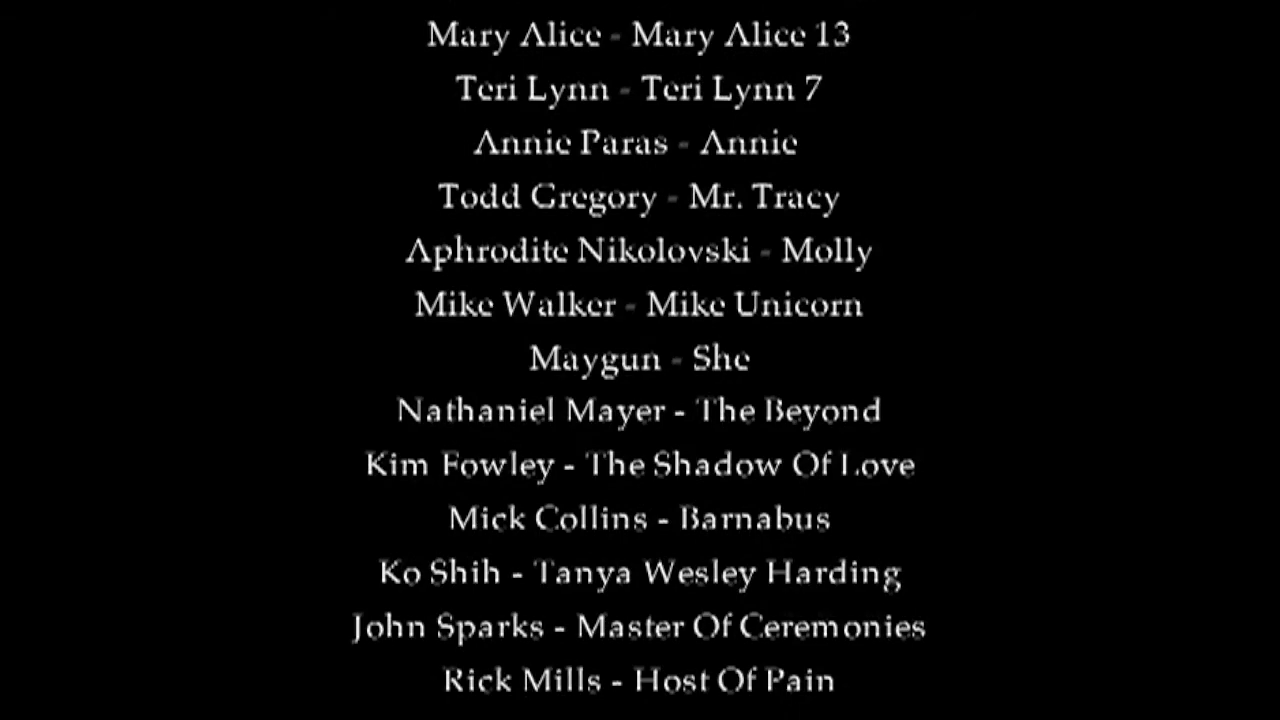 Mary Alice - Mary Alice 13
Teri Lynn - Teri Lynn 7
Annie Paras - Annie
Todd Gregory - Mr. Tracy
Aphrodite Nikolovski - Molly
Mike Walker - Mike Unicorn
Maygun - She
Nathaniel Mayer - The Beyond
Kim Fowley - The Shadow Of Love
Mick Collins - Barnabus
Ko Shih - Tanya Wesley Harding
John Sparks - Master Of Ceremonies
Rick Mills - Host Of Pain